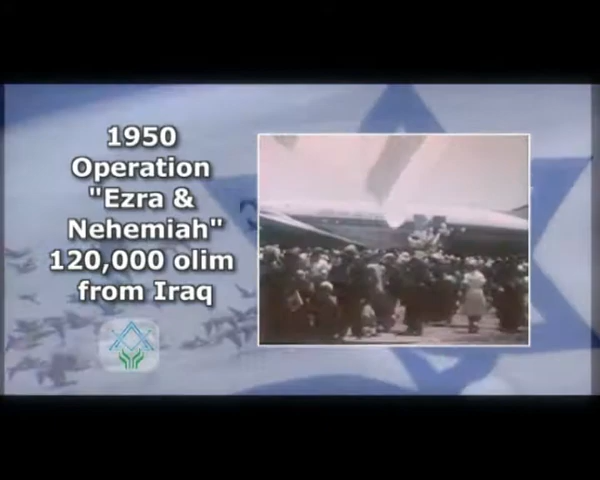 1950
Operation
"Ezra &
Nehemiah"
120,000 olim
from Iraq